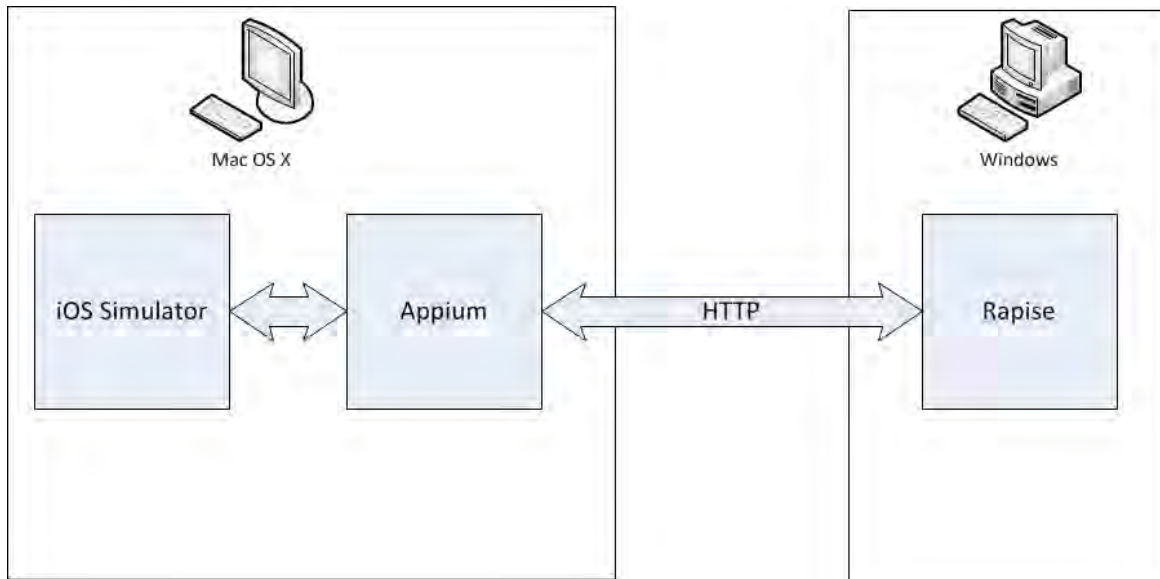 Mac OS X
Windows
iOS Simulator
Appium
HTTP
Rapise